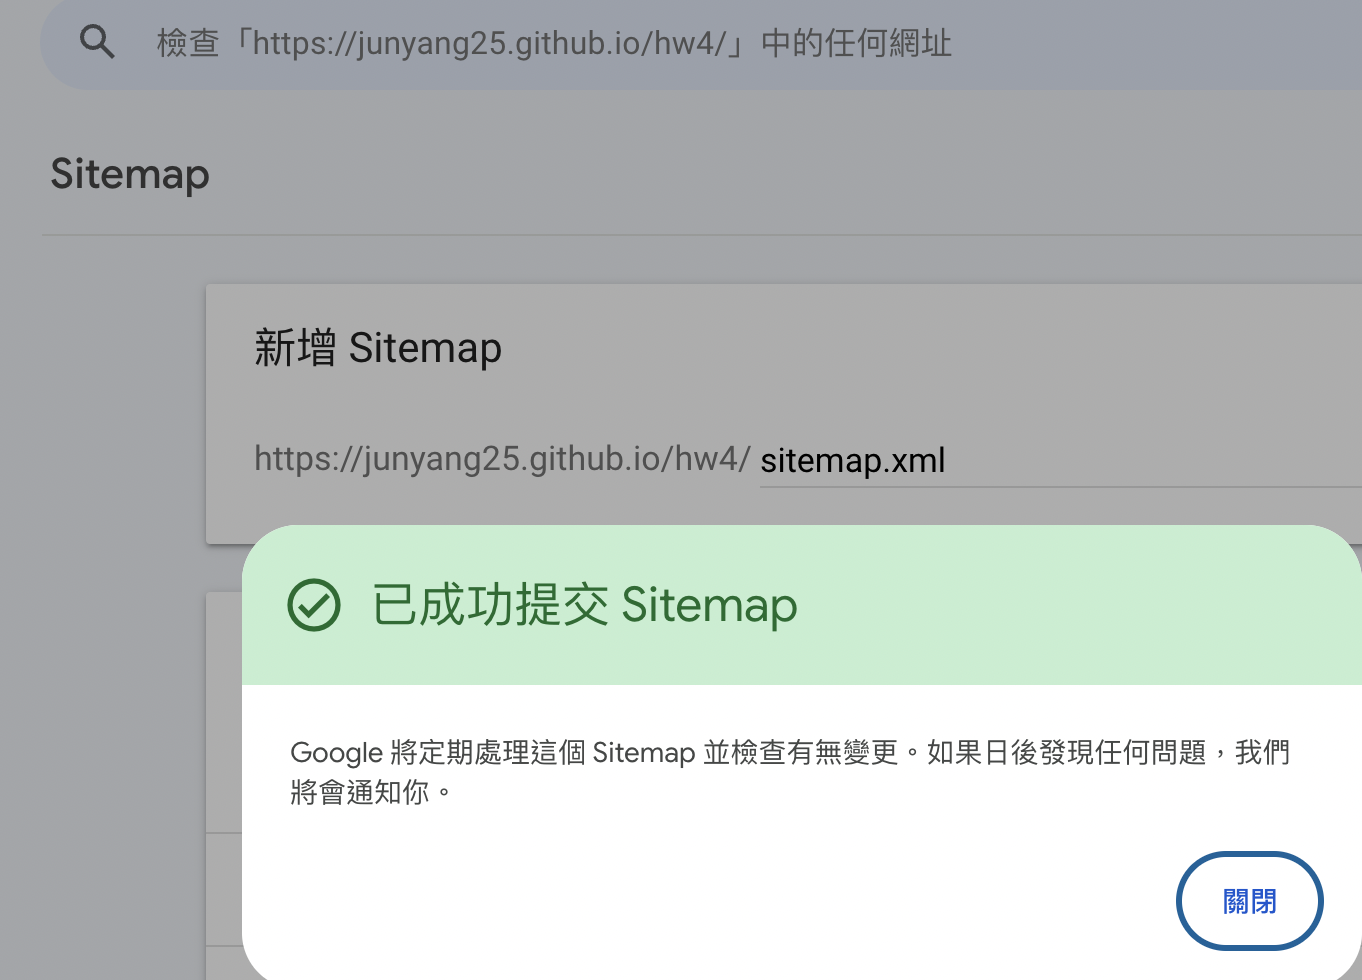 檢查「https://junyang25.github.io/hw4/」中的任何網址
Sitemap
新增 Sitemap
https://junyang25.github.io/hw4/ sitemap.xml
已成功提交 Sitemap
Google 將定期處理這個 Sitemap 並檢查有無變更。如果日後發現任何問題，我們
將會通知你。
關閉